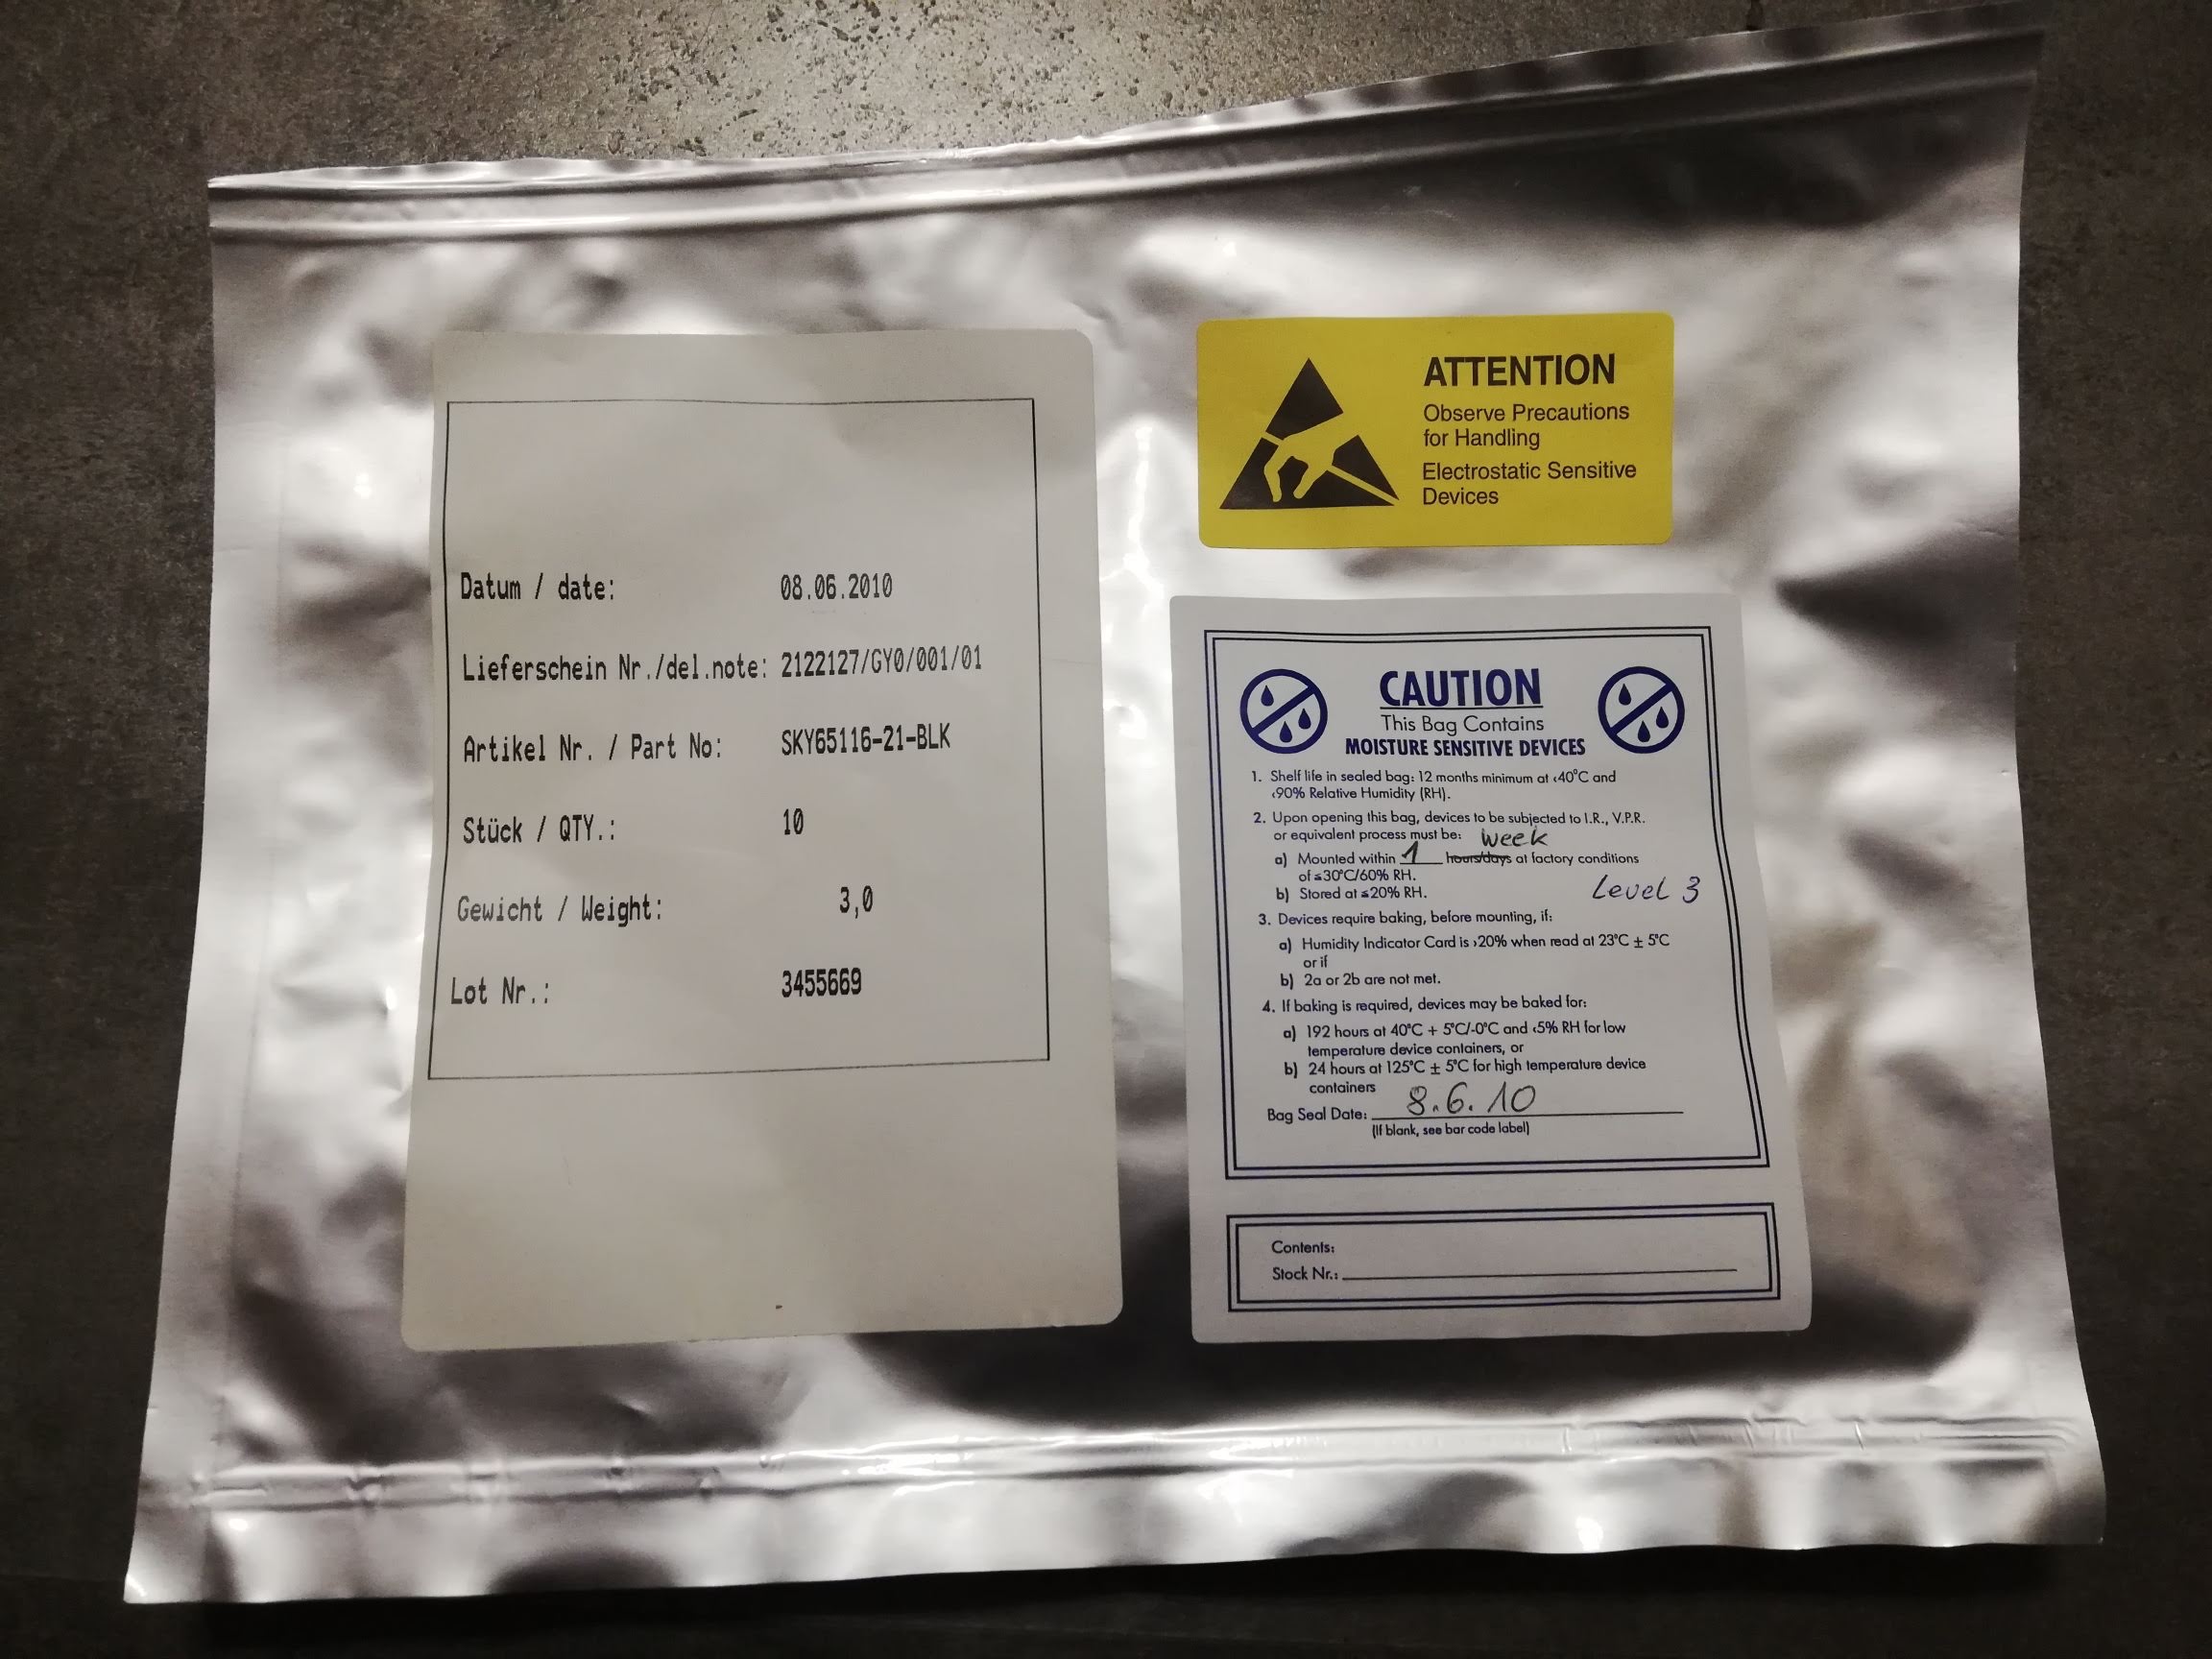 Datum / date: 08.06.2010
Lieferschein Nr./del.note: 2122127/GY0/001/01
Artikel Nr. / Part No: SKY65116-21-BLK
Stück / QTY.: 10
Gewicht / Weight: 3,0
Lot Nr.: 3455669
ATTENTION
Observe Precautions
for Handling
Electrostatic Sensitive
Devices
CAUTION
This Bag Contains
MOISTURE SENSITIVE DEVICES
1. Shelf life in sealed bag: 12 months minimum at <40°C and
<90% Relative Humidity (RH).
2. Upon opening this bag, devices to be subjected to I.R., V.P.R.
or equivalent process must be: week
a) Mounted within 1 hours/days at factory conditions
of ≤30°C/60% RH.
b) Stored at ≤20% RH. Level 3
3. Devices require baking, before mounting, if:
a) Humidity Indicator Card is >20% when read at 23°C ± 5°C
or if
b) 2a or 2b are not met.
4. If baking is required, devices may be baked for:
a) 192 hours at 40°C + 5°C/-0°C and <5% RH for low
temperature device containers, or
b) 24 hours at 125°C ± 5°C for high temperature device
containers
Bag Seal Date: 8.6.10
(If blank, see bar code label)
Contents:
Stock Nr.: